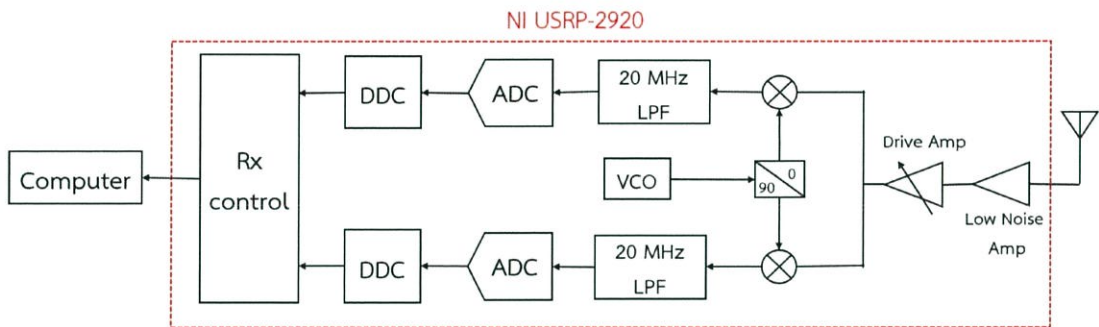 NI USRP-2920
20 MHz
LPF
ADC
DDC
Rx
control
Computer
Drive Amp
VCO
0
90
Low Noise
Amp
20 MHz
LPF
ADC
DDC